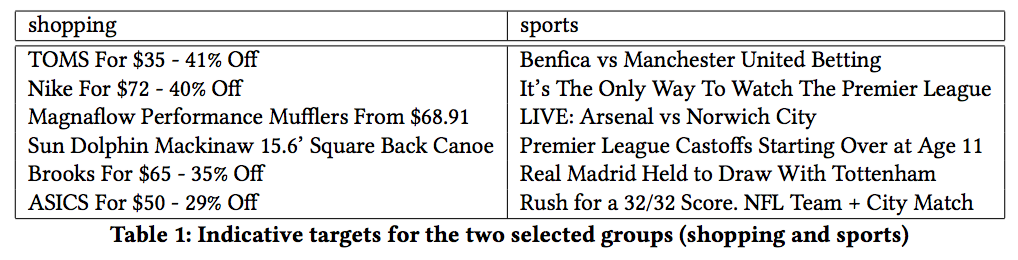 shopping sports
TOMS For $35 - 41% Off Benfica vs Manchester United Betting
Nike For $72 - 40% Off It's The Only Way To Watch The Premier League
Magnaflow Performance Mufflers From $68.91 LIVE: Arsenal vs Norwich City
Sun Dolphin Mackinaw 15.6' Square Back Canoe Premier League Castoffs Starting Over at Age 11
Brooks For $65 - 35% Off Real Madrid Held to Draw With Tottenham
ASICS For $50 - 29% Off Rush for a 32/32 Score. NFL Team + City Match
Table 1: Indicative targets for the two selected groups (shopping and sports)